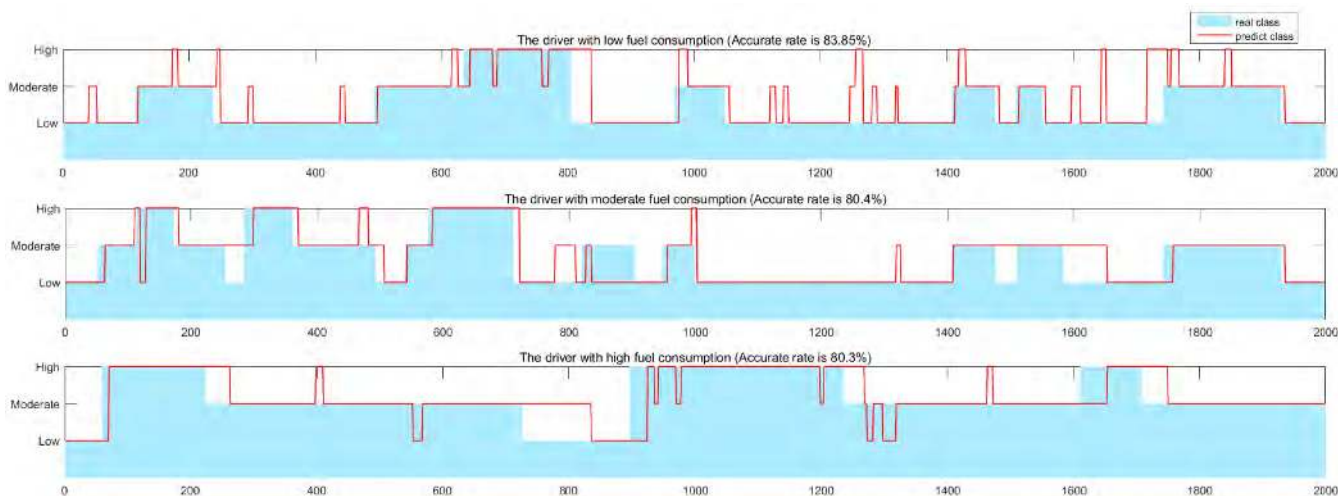 real class
predict class
The driver with low fuel consumption (Accurate rate is 83.85%)
High
Moderate
Low
0 200 400 600 800 1000 1200 1400 1600 1800 2000
The driver with moderate fuel consumption (Accurate rate is 80.4%)
High
Moderate
Low
0 200 400 600 800 1000 1200 1400 1600 1800 2000
The driver with high fuel consumption (Accurate rate is 80.3%)
High
Moderate
Low
0 200 400 600 800 1000 1200 1400 1600 1800 2000